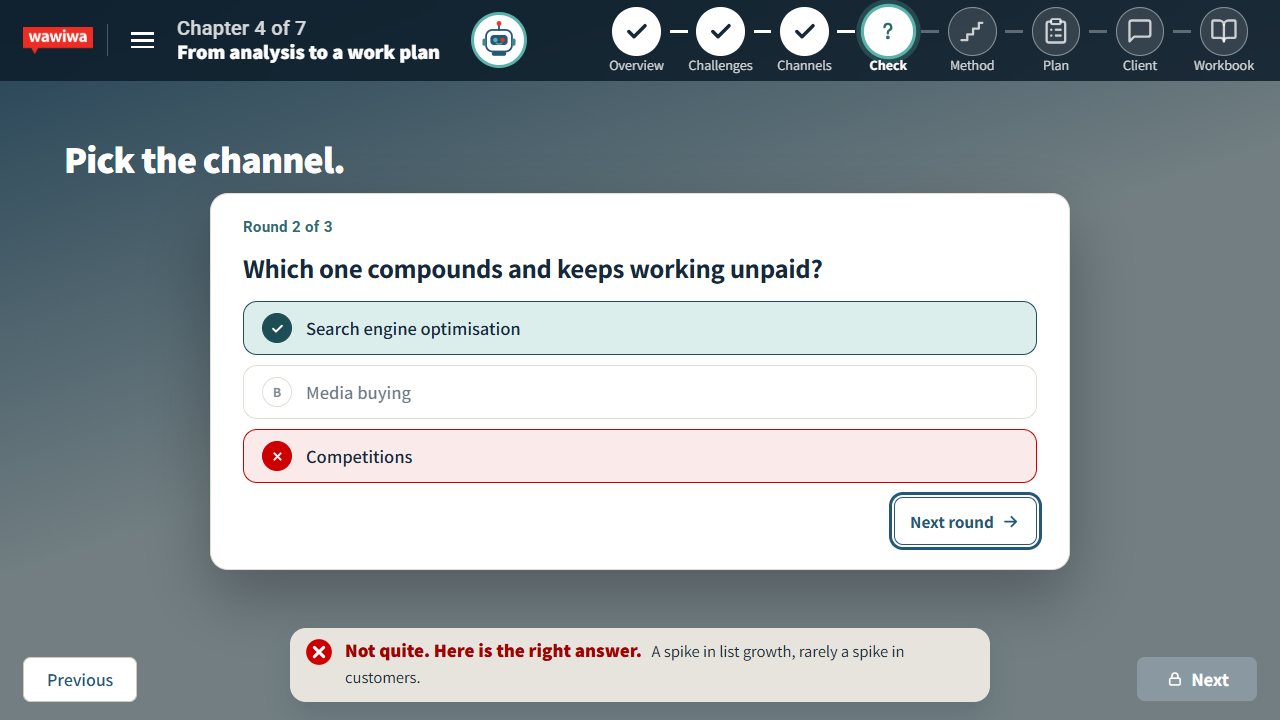 wawiwa
Chapter 4 of 7
From analysis to a work plan
?
Overview
Challenges
Channels
Check
Method
Plan
Client
Workbook
Pick the channel.
Round 2 of 3
Which one compounds and keeps working unpaid?
Search engine optimisation
B Media buying
Competitions
Next round →
Not quite. Here is the right answer. A spike in list growth, rarely a spike in
customers.
Previous
Next